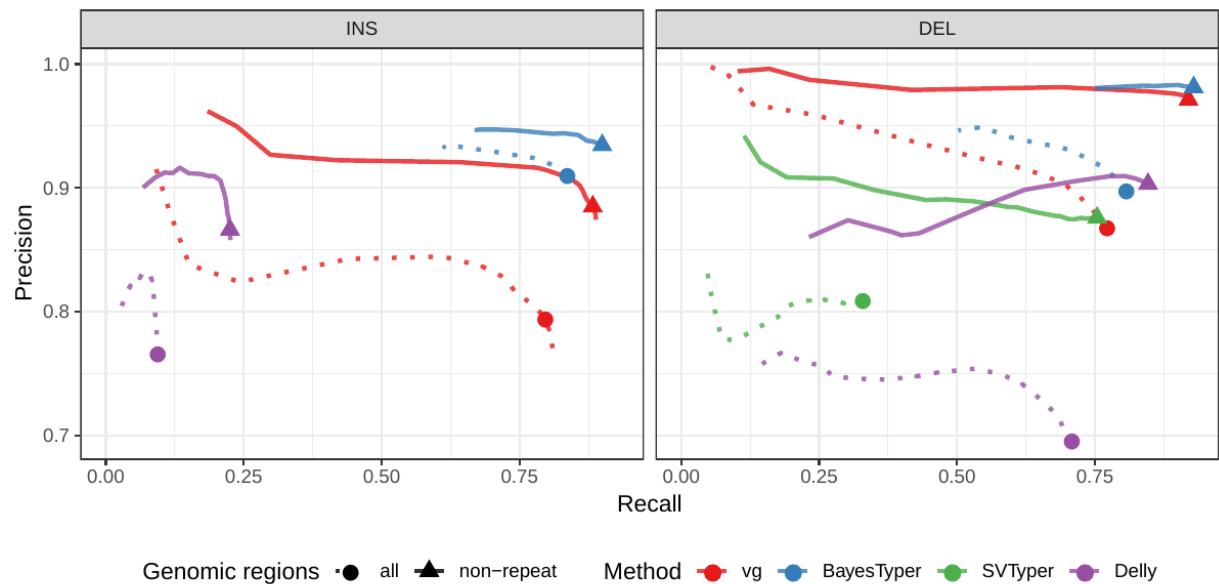 INS DEL
1.0
0.9
0.8
0.7
Precision
0.00 0.25 0.50 0.75 0.00 0.25 0.50 0.75
Recall
Genomic regions all non−repeat Method vg BayesTyper SVTyper Delly